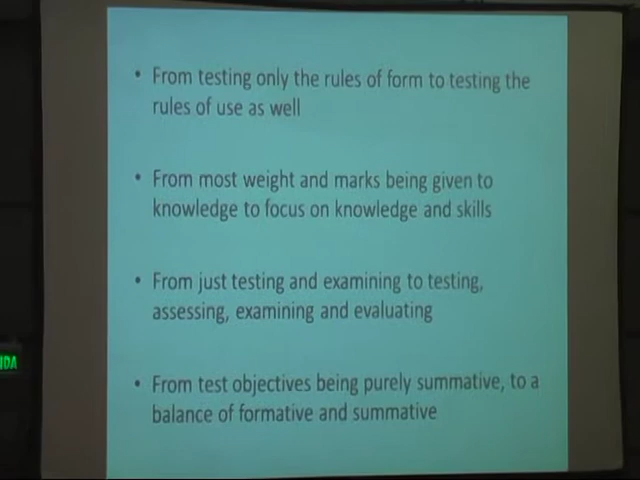 • From testing only the rules of form to testing the
rules of use as well
• From most weight and marks being given to
knowledge to focus on knowledge and skills
• From just testing and examining to testing,
assessing, examining and evaluating
• From test objectives being purely summative, to a
balance of formative and summative